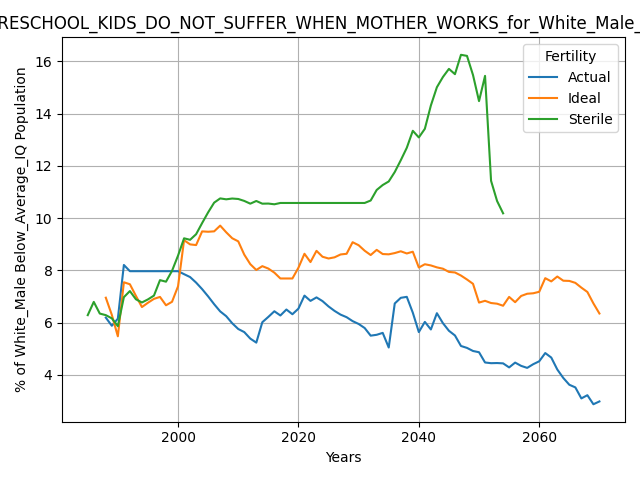 RESCHOOL_KIDS_DO_NOT_SUFFER_WHEN_MOTHER_WORKS_for_White_Male_
Fertility
Actual
Ideal
Sterile
% of White_Male Below_Average_IQ Population
16
14
12
10
8
6
4
2000
2020
2040
2060
Years